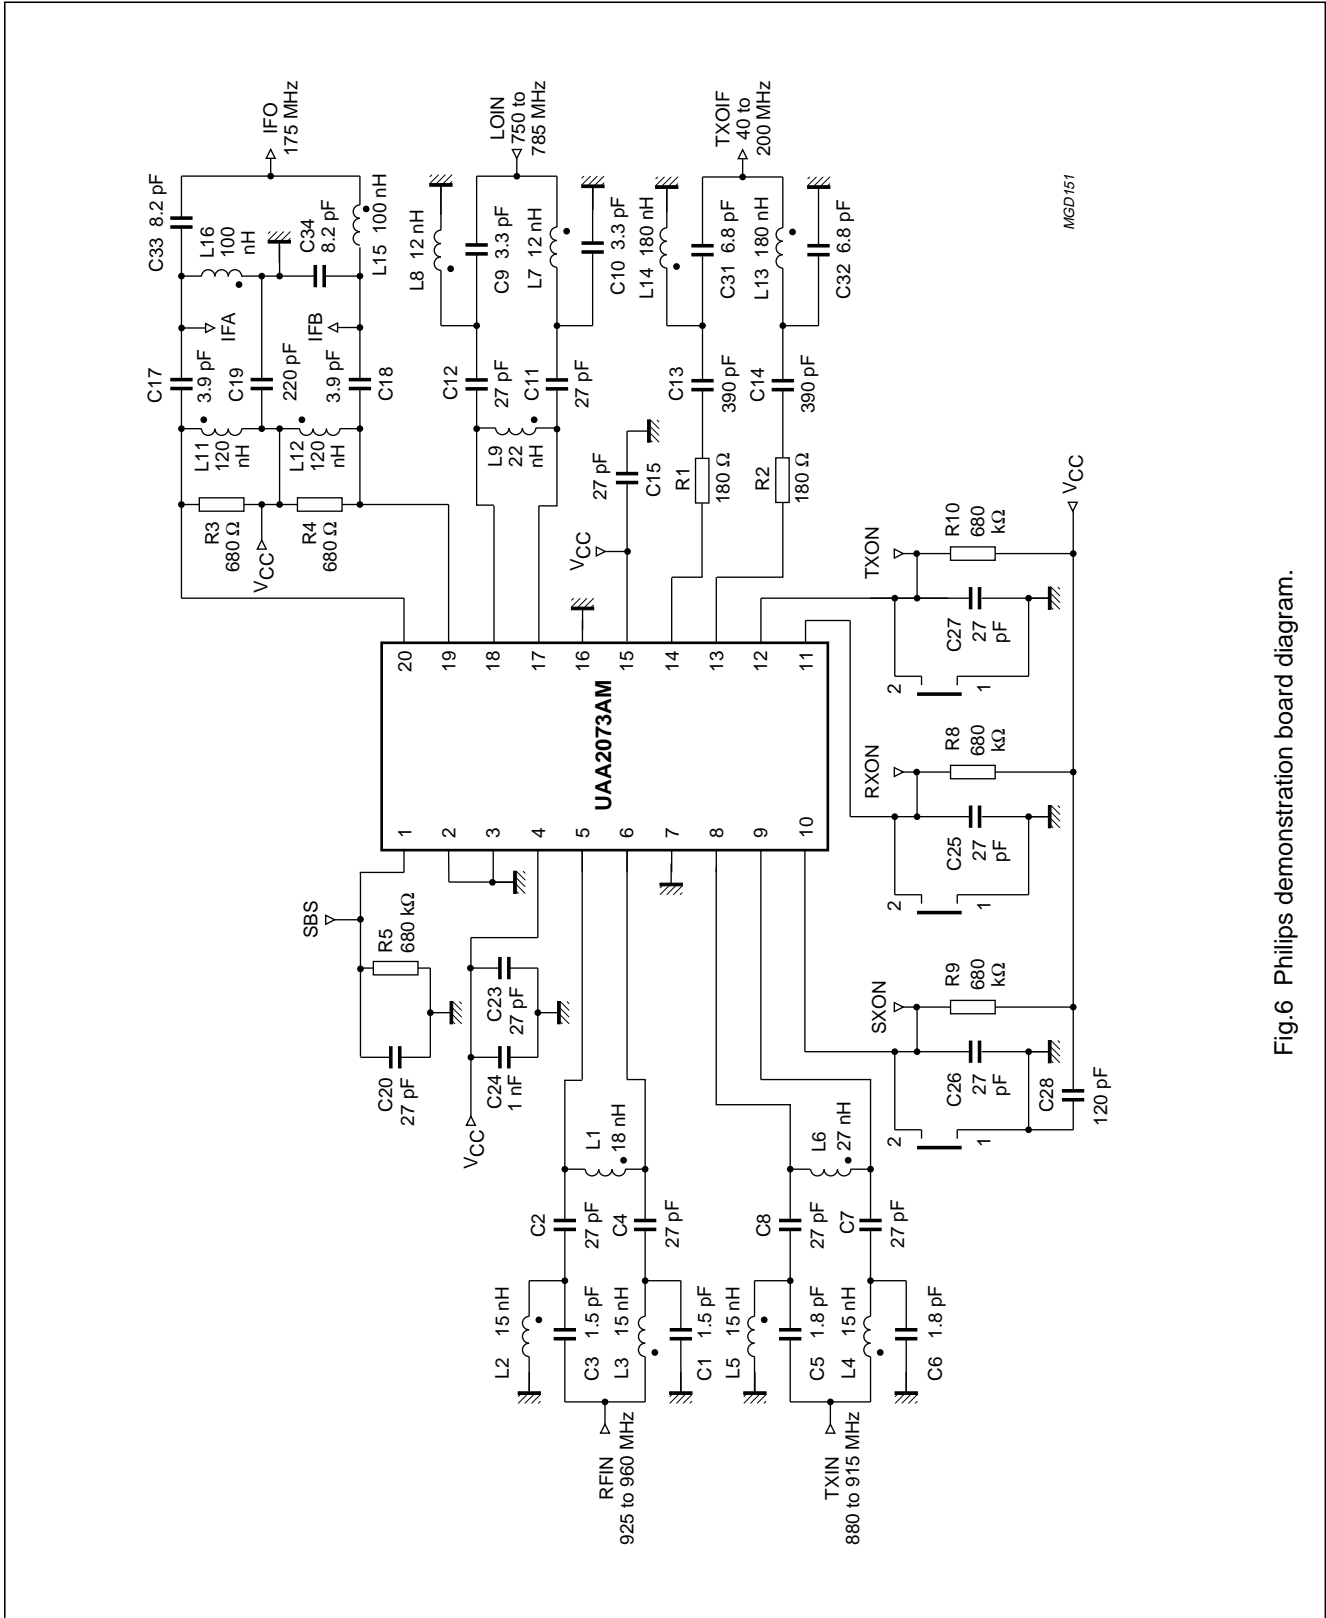 C33 8.2 pF
IFO
175 MHz
L16
100
nH
C34
8.2 pF
L15 100 nH
IFA
IFB
C17
3.9 pF
C19
220 pF
3.9 pF
C18
L11
120
nH
L12
120
nH
R3
680 Ω
VCC
R4
680 Ω
L8 12 nH
LOIN
750 to
785 MHz
C9 3.3 pF
L7 12 nH
C10 3.3 pF
C12
27 pF
C11
27 pF
L9
22
nH
VCC
27 pF
C15
L14 180 nH
TXOIF
40 to
200 MHz
C31 6.8 pF
L13 180 nH
C32 6.8 pF
C13
390 pF
C14
390 pF
R1
180 Ω
R2
180 Ω
MGD151
20
19
18
17
16
15
14
13
12
11
UAA2073AM
1
2
3
4
5
6
7
8
9
10
SBS
R5
680 kΩ
C20
27 pF
VCC
C23
27 pF
C24
1 nF
L1
18 nH
C2
27 pF
C4
27 pF
L2 15 nH
C3 1.5 pF
L3 15 nH
C1 1.5 pF
RFIN
925 to 960 MHz
L6
27 nH
C8
27 pF
C7
27 pF
L5 15 nH
C5 1.8 pF
L4 15 nH
C6 1.8 pF
TXIN
880 to 915 MHz
SXON
R9
680
kΩ
C26
27
pF
2
1
C28
120 pF
RXON
R8
680
kΩ
C25
27
pF
2
1
TXON
R10
680
kΩ
C27
27
pF
2
1
VCC
Fig.6 Philips demonstration board diagram.